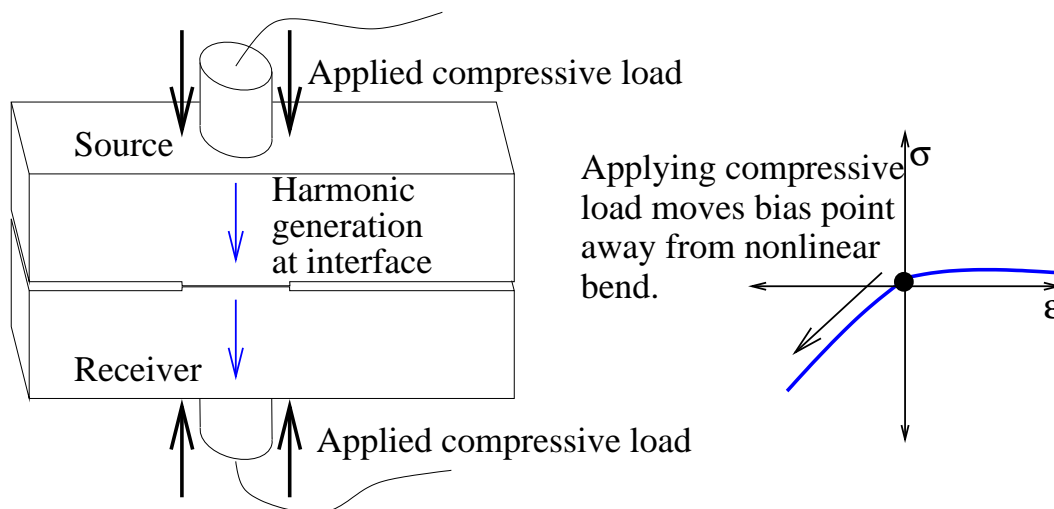 Applied compressive load
Source
Harmonic
generation
at interface
Receiver
Applied compressive load
σ
Applying compressive
load moves bias point
away from nonlinear
bend.
ε